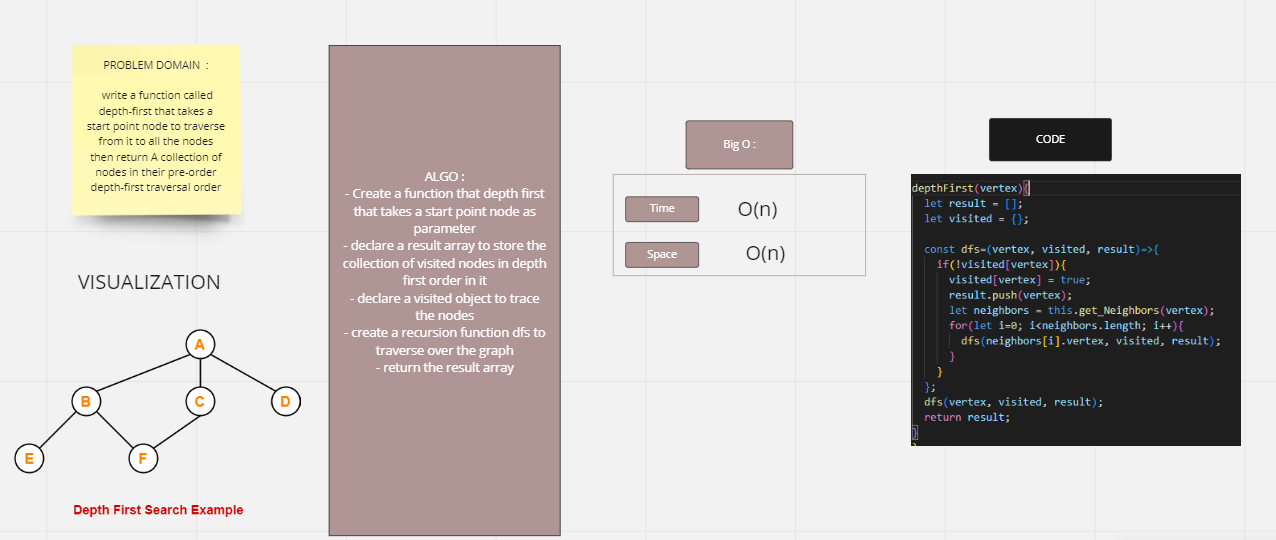 PROBLEM DOMAIN :
write a function called
depth-first that takes a
start point node to traverse
from it to all the nodes
then return A collection of
nodes in their pre-order
depth-first traversal order
VISUALIZATION
A
B
C
D
E
F
Depth First Search Example
ALGO :
- Create a function that depth first
that takes a start point node as
parameter
- declare a result array to store the
collection of visited nodes in depth
first order in it
- declare a visited object to trace
the nodes
- create a recursion function dfs to
traverse over the graph
- return the result array
Big O :
Time O(n)
Space O(n)
CODE
depthFirst(vertex){
let result = [];
let visited = {};
const dfs=(vertex, visited, result)=>{
if(!visited[vertex]){
visited[vertex] = true;
result.push(vertex);
let neighbors = this.get_Neighbors(vertex);
for(let i=0; i<neighbors.length; i++){
dfs(neighbors[i].vertex, visited, result);
}
}
};
dfs(vertex, visited, result);
return result;
}